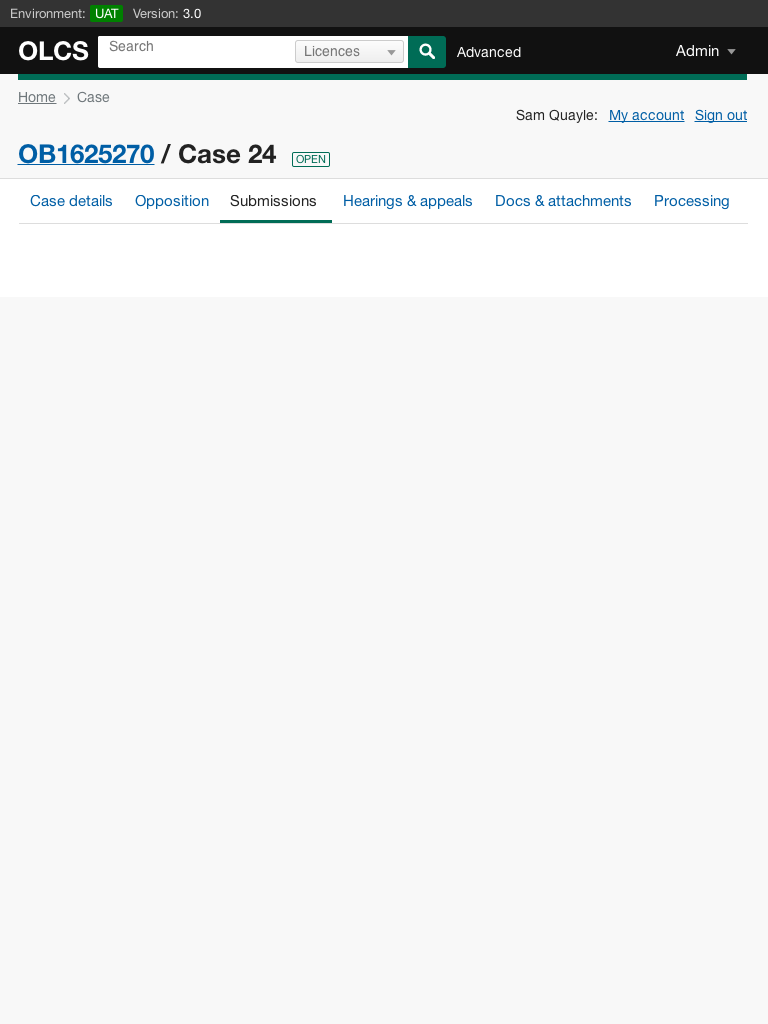 Environment: UAT Version: 3.0
OLCS Search Licences Advanced Admin
Home Case
Sam Quayle: My account Sign out
OB1625270 / Case 24 OPEN
Case details Opposition Submissions Hearings & appeals Docs & attachments Processing